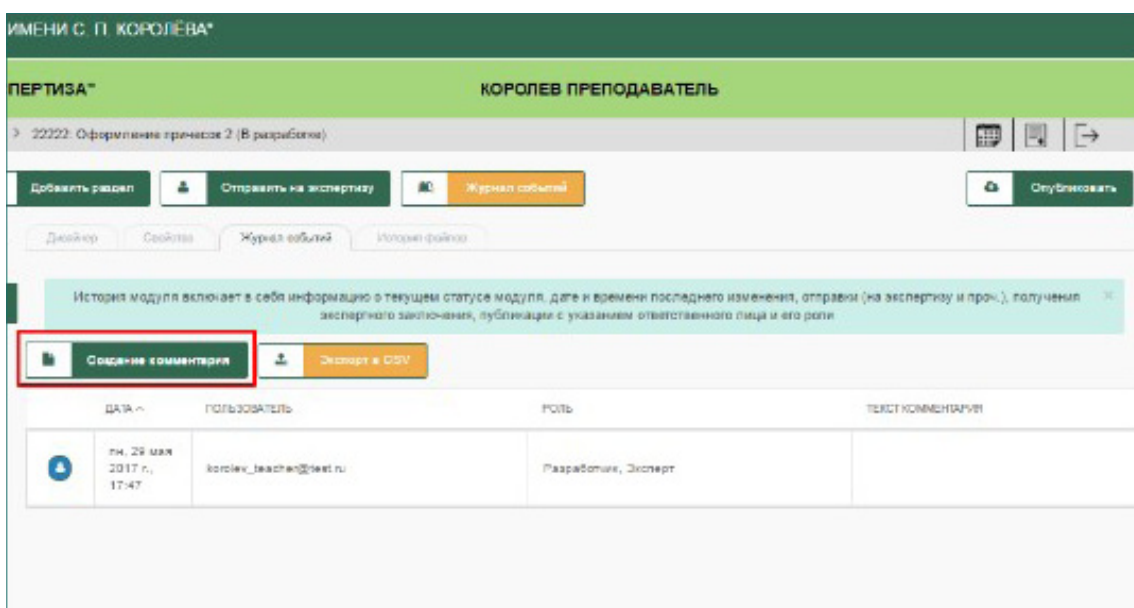 ИМЕНИ С. П. КОРОЛЁВА"
ПЕРТИЗА" КОРОЛЕВ ПРЕПОДАВАТЕЛЬ
> 22222: Оформление причесок 2 (В разработке)
Добавить раздел Отправить на экспертизу Журнал событий Опубликовать
Дизайнер Свойства Журнал событий История файлов
История модуля включает в себя информацию о текущем статусе модуля, дате и времени последнего изменения, отправки (на экспертизу и проч.), получения ×
экспертного заключения, публикации с указанием ответственного лица и его роли
Создание комментария Экспорт в CSV
ДАТА ПОЛЬЗОВАТЕЛЬ РОЛЬ ТЕКСТ КОММЕНТАРИЯ
пн, 29 мая
2017 г.,
17:47
korolev_teacher@test.ru Разработчик, Эксперт